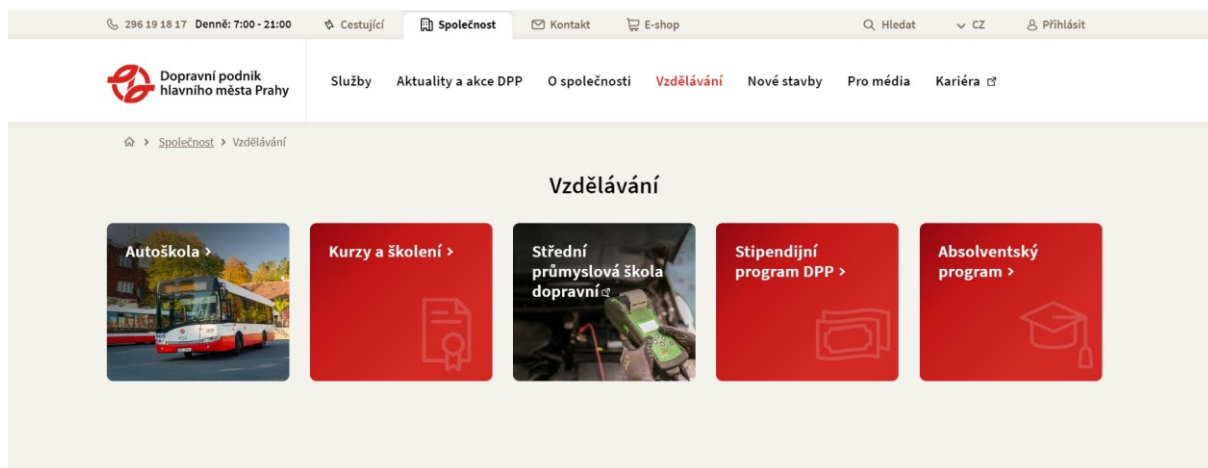 296 19 18 17 Denně: 7:00 - 21:00 Cestující Společnost Kontakt E-shop Hledat CZ Přihlásit
Dopravní podnik
hlavního města Prahy
Služby Aktuality a akce DPP O společnosti Vzdělávání Nové stavby Pro média Kariéra
> Společnost > Vzdělávání
Vzdělávání
Autoškola >
Kurzy a školení >
Střední
průmyslová škola
dopravní
Stipendijní
program DPP >
Absolventský
program >